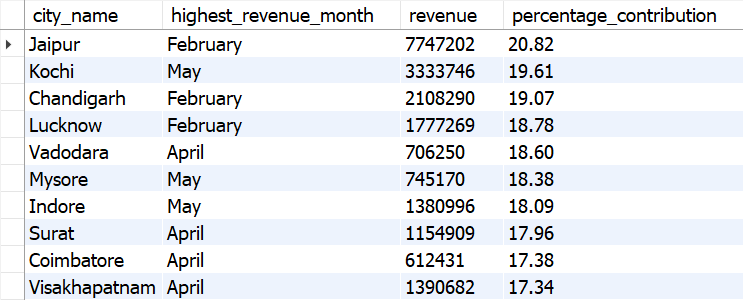 city_name highest_revenue_month revenue percentage_contribution
Jaipur February 7747202 20.82
Kochi May 3333746 19.61
Chandigarh February 2108290 19.07
Lucknow February 1777269 18.78
Vadodara April 706250 18.60
Mysore May 745170 18.38
Indore May 1380996 18.09
Surat April 1154909 17.96
Coimbatore April 612431 17.38
Visakhapatnam April 1390682 17.34